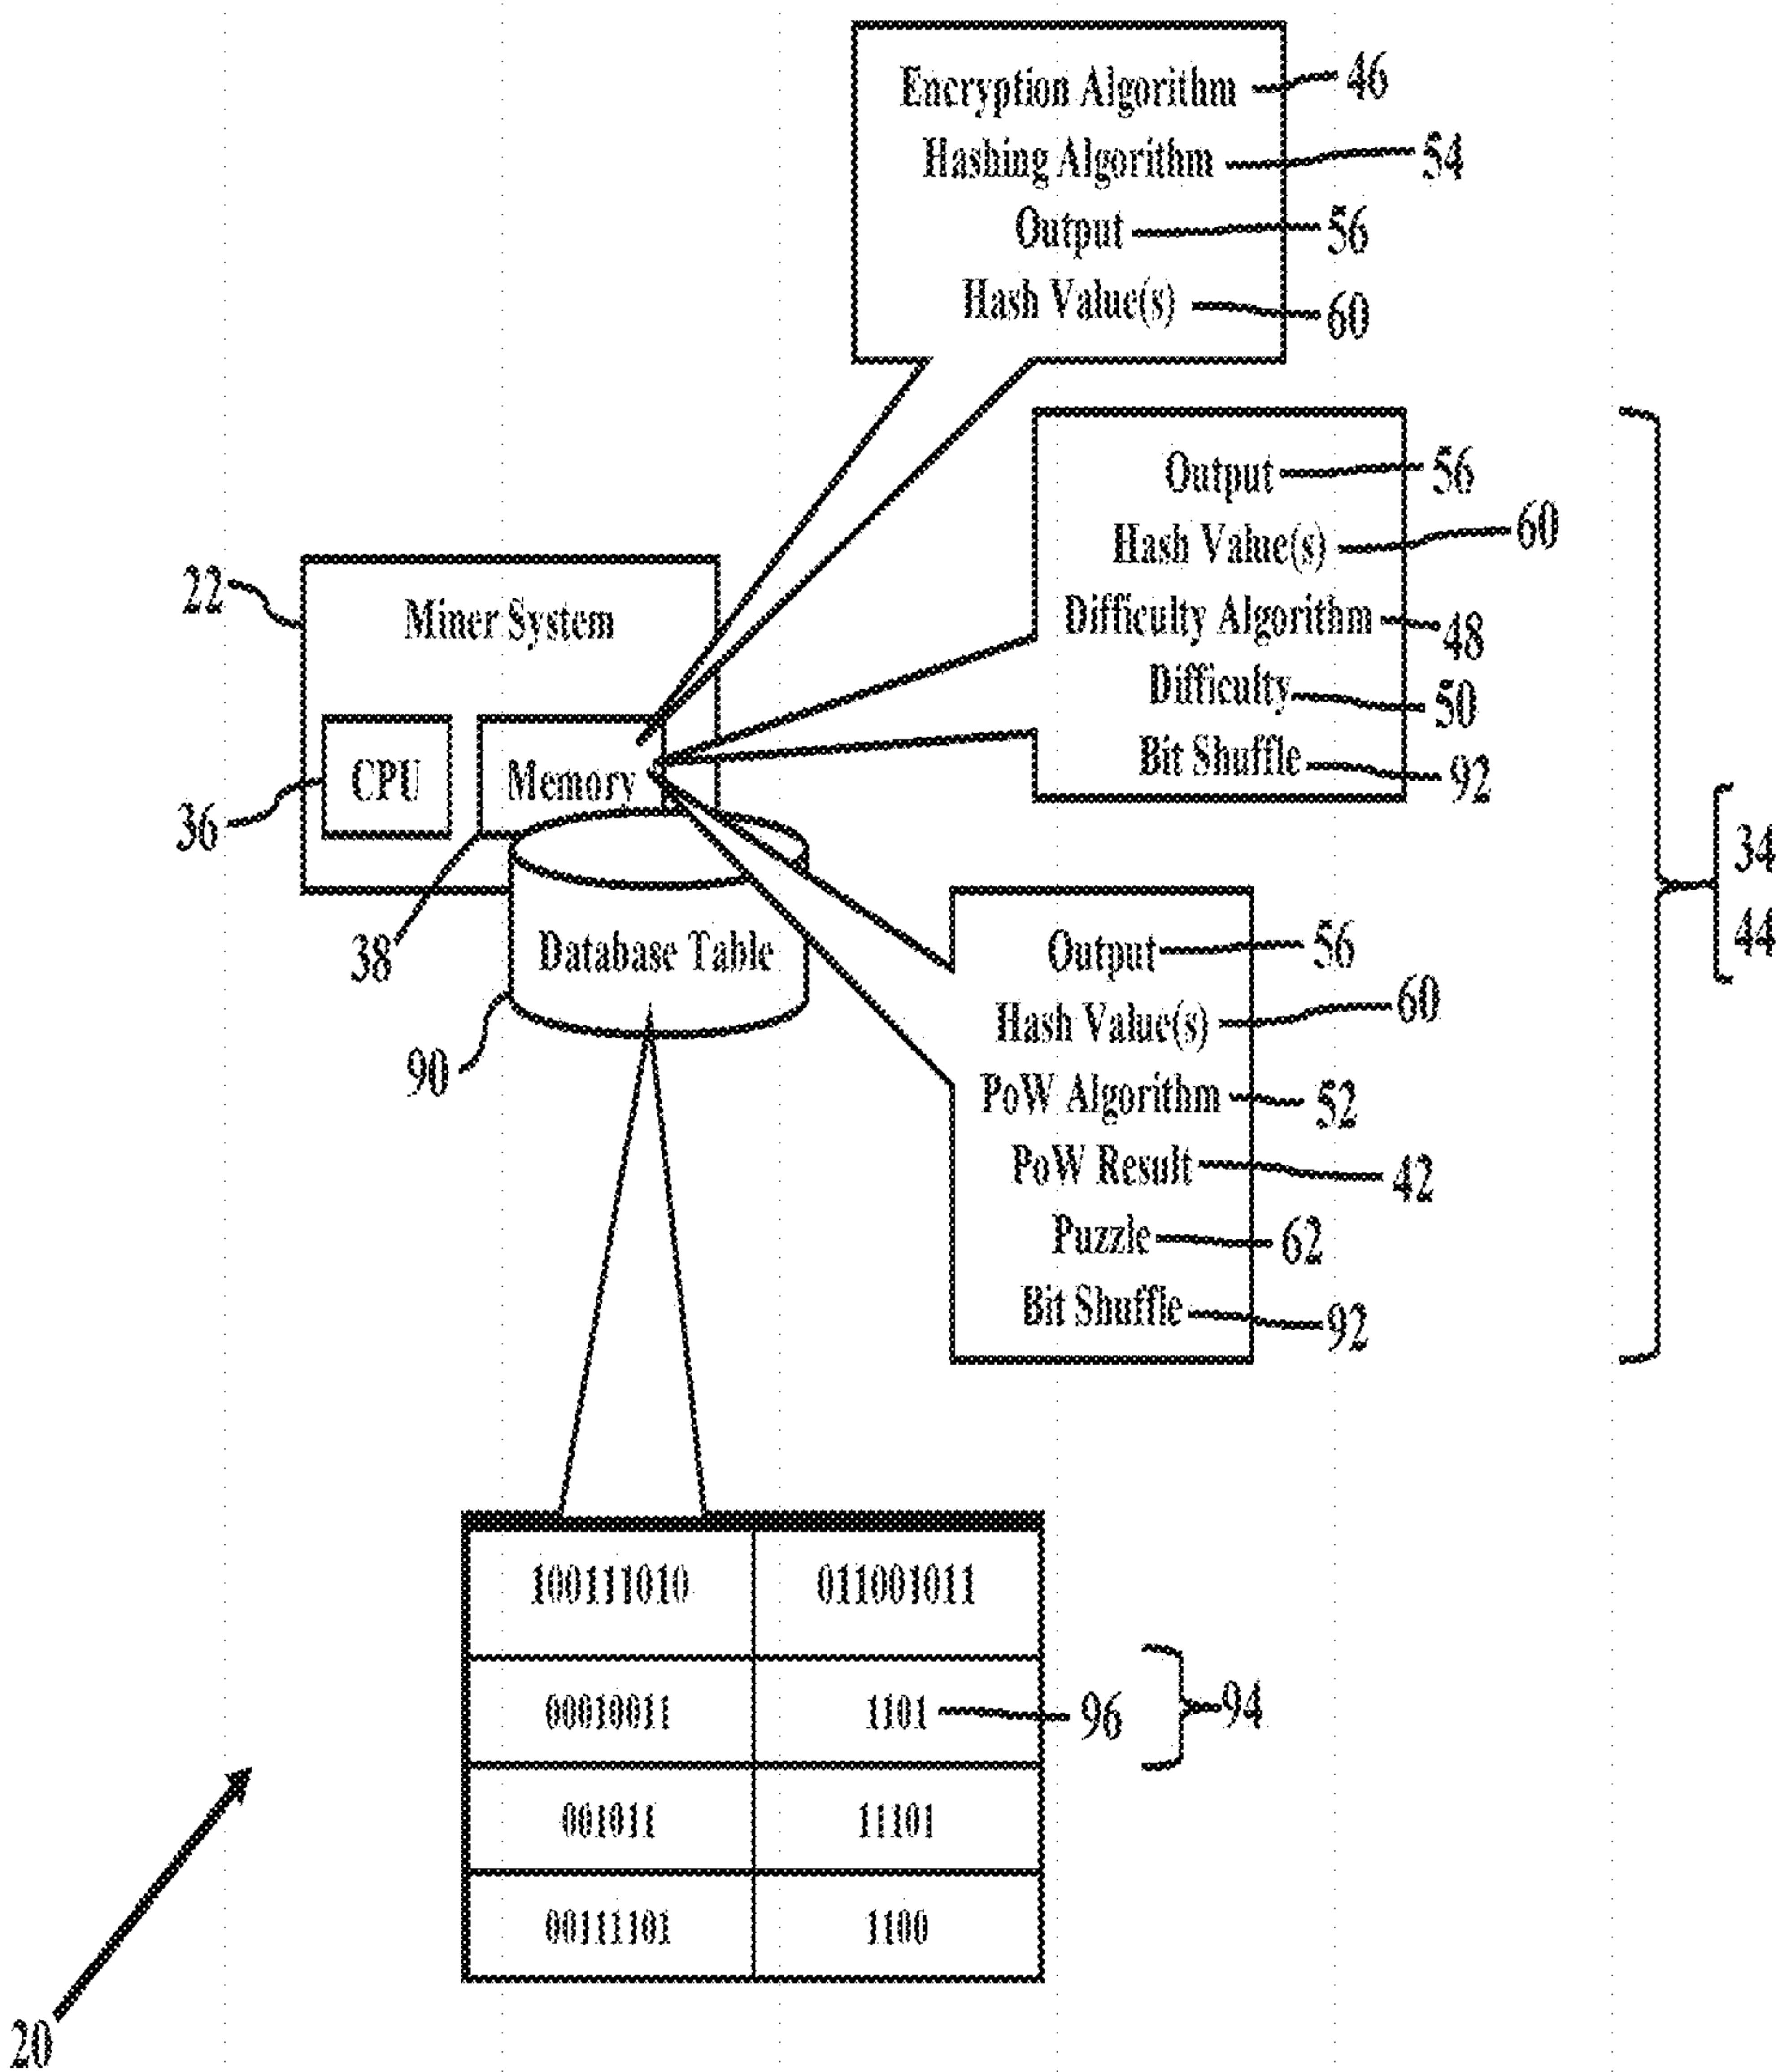 Encryption Algorithm 46
Hashing Algorithm 54
Output 56
Hash Value(s) 60
Output 56
Hash Value(s) 60
Difficulty Algorithm 48
Difficulty 50
Bit Shuffle 92
22
Miner System
CPU
Memory
36
38
Database Table
90
34
44
Output 56
Hash Value(s) 60
PoW Algorithm 52
PoW Result 42
Puzzle 62
Bit Shuffle 92
100111010 011001011
00010011 1101 96 94
001011 11101
00111101 1100
20